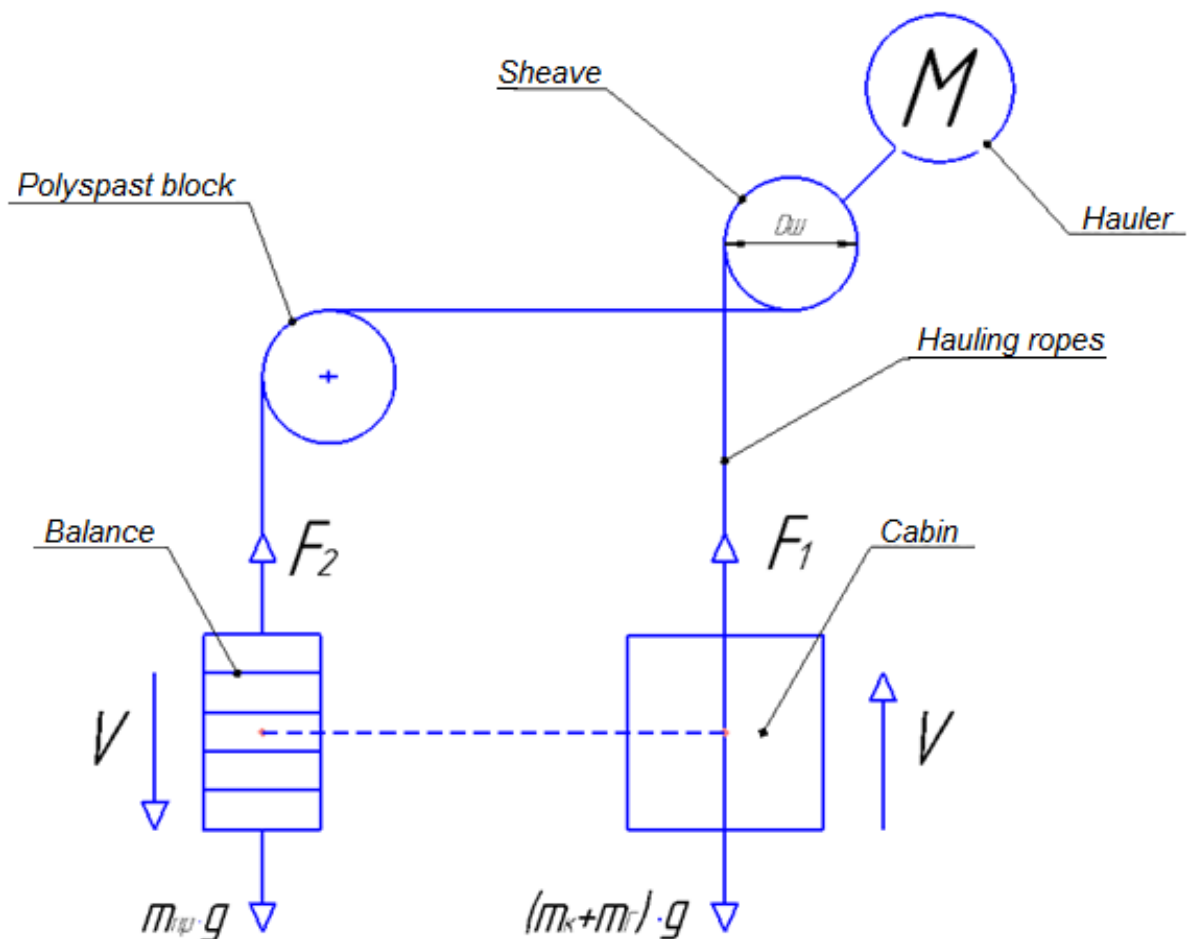 Sheave
M
Polyspast block
Dш
Hauler
Hauling ropes
Balance
F2
F1
Cabin
V
V
mпр·g
(mк+mг)·g